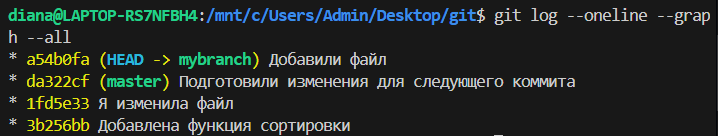 diana@LAPTOP-RS7NFBH4:/mnt/c/Users/Admin/Desktop/git$ git log --oneline --grap
h --all
* a54b0fa (HEAD -> mybranch) Добавили файл
* da322cf (master) Подготовили изменения для следующего коммита
* 1fd5e33 Я изменила файл
* 3b256bb Добавлена функция сортировки